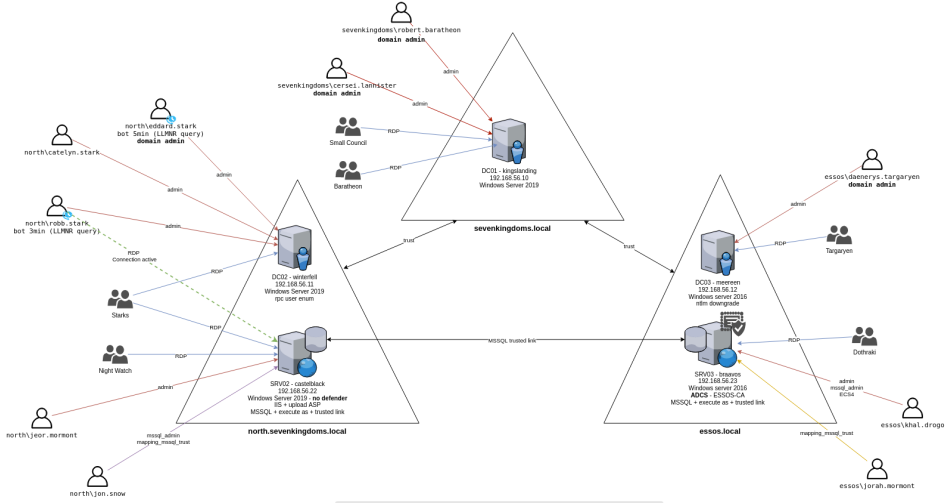 sevenkingdoms\robert.baratheon
domain admin
admin
sevenkingdoms\cersei.lannister
domain admin
admin
Small Council
RDP
Baratheon
RDP
DC01 - kingslanding
192.168.56.10
Windows Server 2019
sevenkingdoms.local
trust
trust
north\eddard.stark
bot 5min (LLMNR query)
domain admin
admin
north\catelyn.stark
admin
north\robb.stark
bot 3min (LLMNR query)
admin
RDP
Connection active
Starks
RDP
RDP
Night Watch
RDP
north\jeor.mormont
admin
north\jon.snow
mssql_admin
mapping_mssql_trust
DC02 - winterfell
192.168.56.11
Windows Server 2019
rpc user enum
SRV02 - castelblack
192.168.56.22
Windows Server 2019 - no defender
IIS + upload ASP
MSSQL + execute as + trusted link
north.sevenkingdoms.local
MSSQL trusted link
essos\daenerys.targaryen
domain admin
admin
Targaryen
RDP
DC03 - meereen
192.168.56.12
Windows server 2016
ntlm downgrade
Dothraki
RDP
SRV03 - braavos
192.168.56.23
Windows server 2016
ADCS - ESSOS-CA
MSSQL + execute as + trusted link
admin
mssql_admin
ECS4
essos\khal.drogo
mapping_mssql_trust
essos\jorah.mormont
essos.local